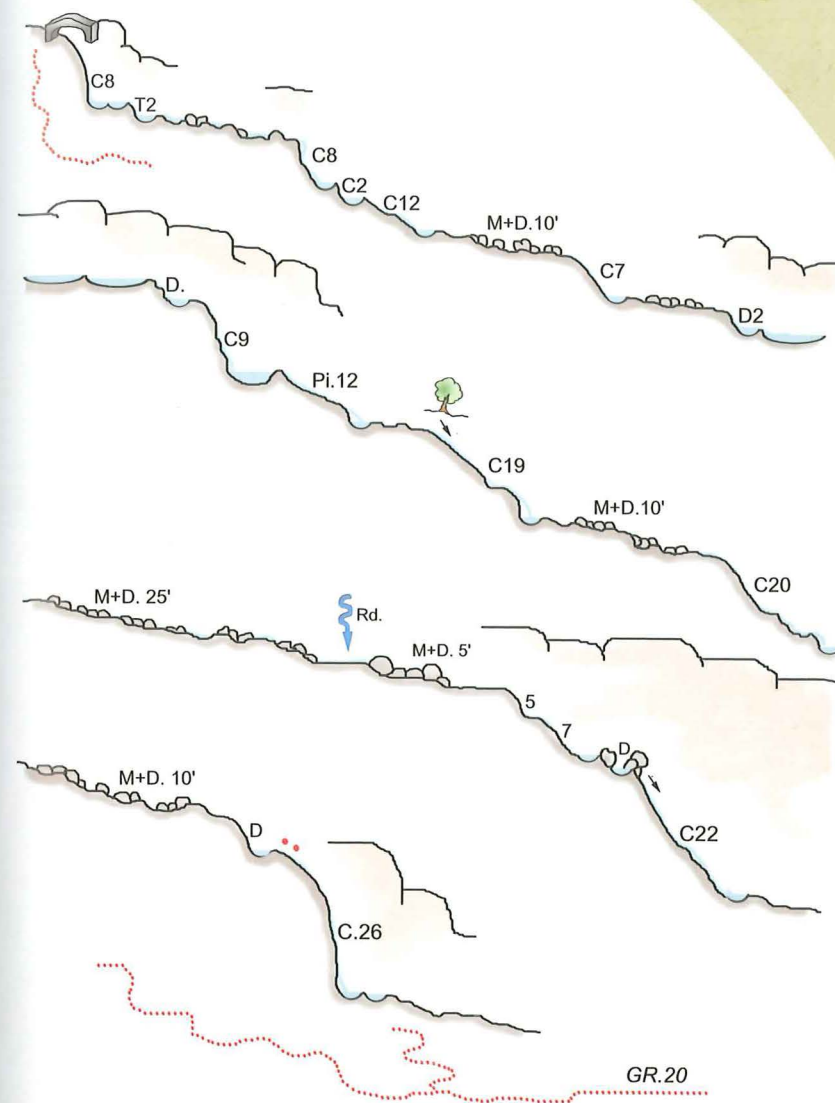 C8
T2
C8
C2
C12
M+D.10'
C7
D2
D.
C9
Pi.12
C19
M+D.10'
C20
M+D. 25'
Rd.
M+D. 5'
5
7
D
C22
M+D. 10'
D
C.26
GR.20